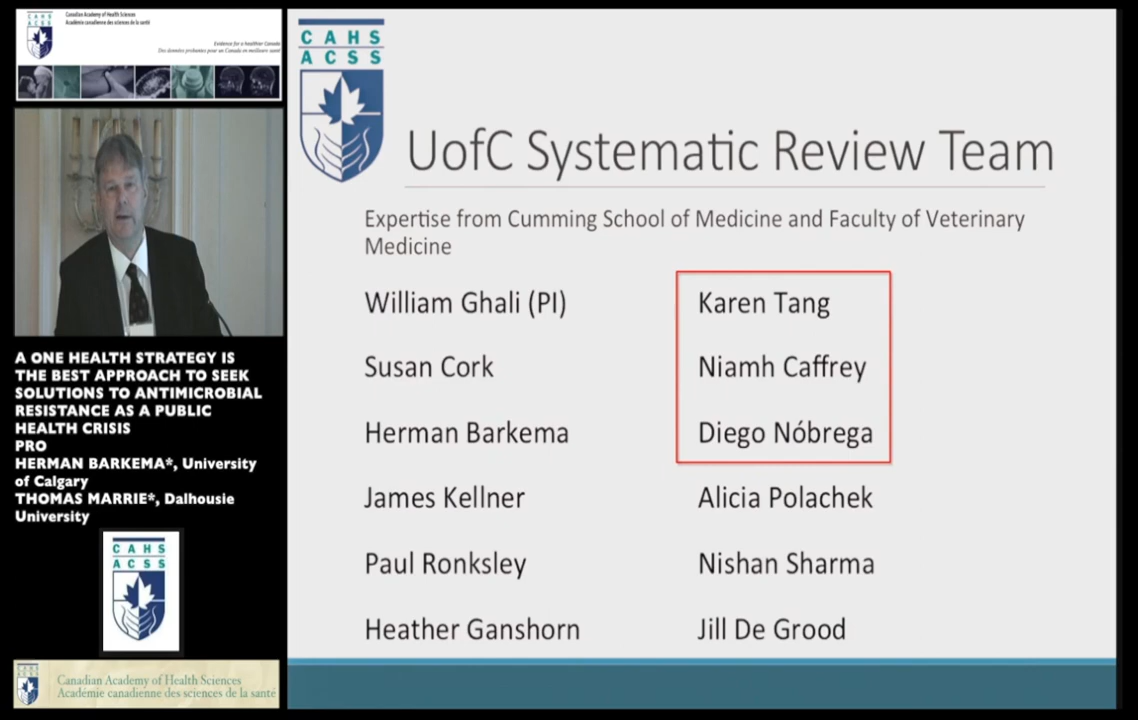 CAHS
ACSS
Canadian Academy of Health Sciences
Académie canadienne des sciences de la santé
Evidence for a healthier Canada
Des données probantes pour un Canada en meilleure santé
A ONE HEALTH STRATEGY IS
THE BEST APPROACH TO SEEK
SOLUTIONS TO ANTIMICROBIAL
RESISTANCE AS A PUBLIC
HEALTH CRISIS
PRO
HERMAN BARKEMA*, University
of Calgary
THOMAS MARRIE*, Dalhousie
University
CAHS
ACSS
CAHS
ACSS
Canadian Academy of Health Sciences
Académie canadienne des sciences de la santé
CAHS
ACSS
UofC Systematic Review Team
Expertise from Cumming School of Medicine and Faculty of Veterinary
Medicine
William Ghali (PI)
Susan Cork
Herman Barkema
James Kellner
Paul Ronksley
Heather Ganshorn
Karen Tang
Niamh Caffrey
Diego Nóbrega
Alicia Polachek
Nishan Sharma
Jill De Grood